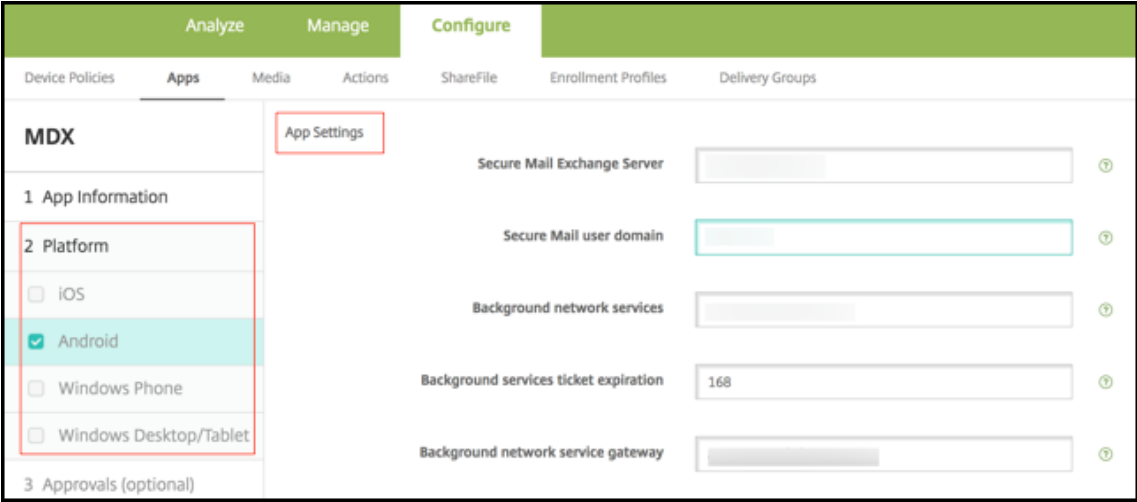 Analyze Manage Configure
Device Policies Apps Media Actions ShareFile Enrollment Profiles Delivery Groups
MDX
1 App Information
2 Platform
iOS
Android
Windows Phone
Windows Desktop/Tablet
3 Approvals (optional)
App Settings
Secure Mail Exchange Server
Secure Mail user domain
Background network services
Background services ticket expiration 168
Background network service gateway